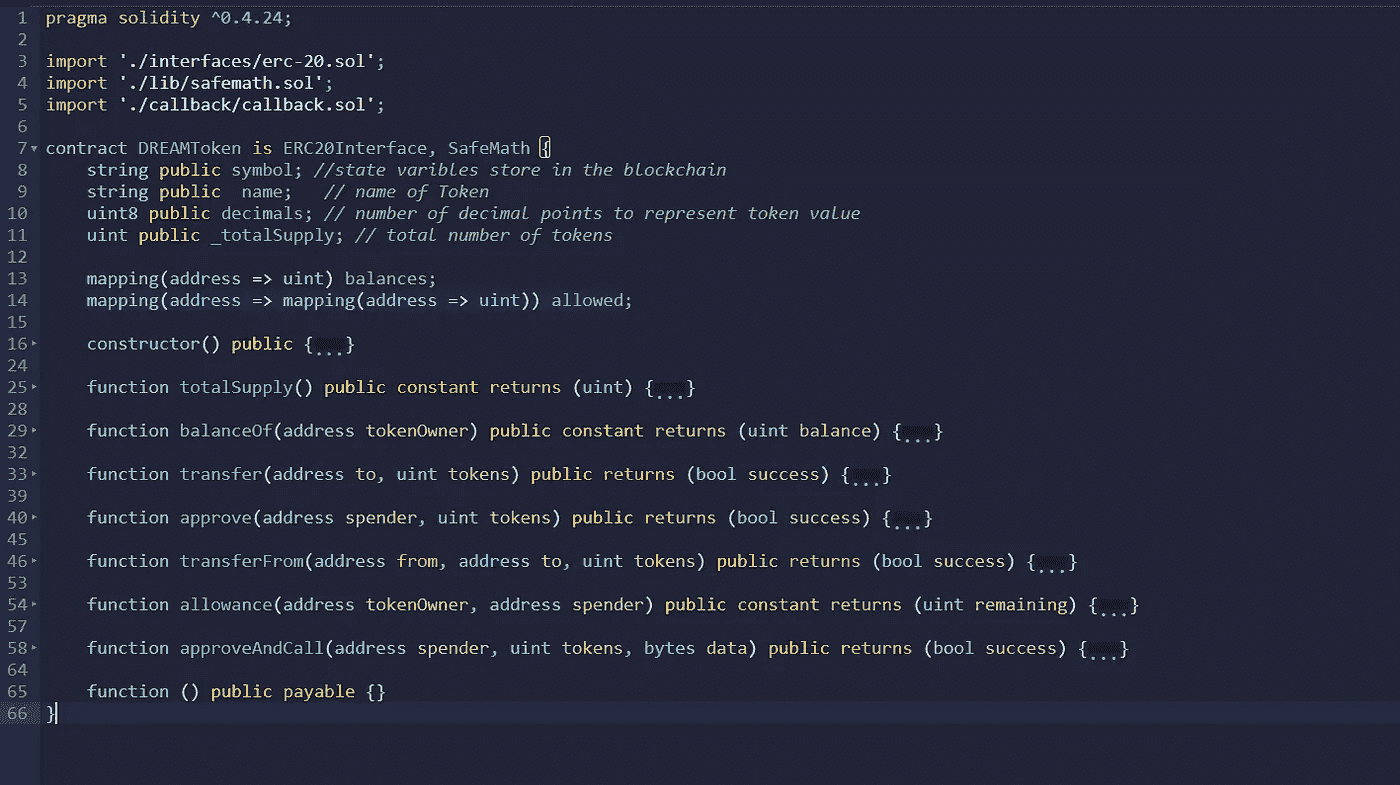 1 pragma solidity ^0.4.24;
2
3 import './interfaces/erc-20.sol';
4 import './lib/safemath.sol';
5 import './callback/callback.sol';
6
7 contract DREAMToken is ERC20Interface, SafeMath {
8 string public symbol; //state varibles store in the blockchain
9 string public  name;   // name of Token
10 uint8 public decimals; // number of decimal points to represent token value
11 uint public _totalSupply; // total number of tokens
12
13 mapping(address => uint) balances;
14 mapping(address => mapping(address => uint)) allowed;
15
16 constructor() public {...}
24
25 function totalSupply() public constant returns (uint) {...}
28
29 function balanceOf(address tokenOwner) public constant returns (uint balance) {...}
32
33 function transfer(address to, uint tokens) public returns (bool success) {...}
39
40 function approve(address spender, uint tokens) public returns (bool success) {...}
45
46 function transferFrom(address from, address to, uint tokens) public returns (bool success) {...}
53
54 function allowance(address tokenOwner, address spender) public constant returns (uint remaining) {...}
57
58 function approveAndCall(address spender, uint tokens, bytes data) public returns (bool success) {...}
64
65 function () public payable {}
66 }